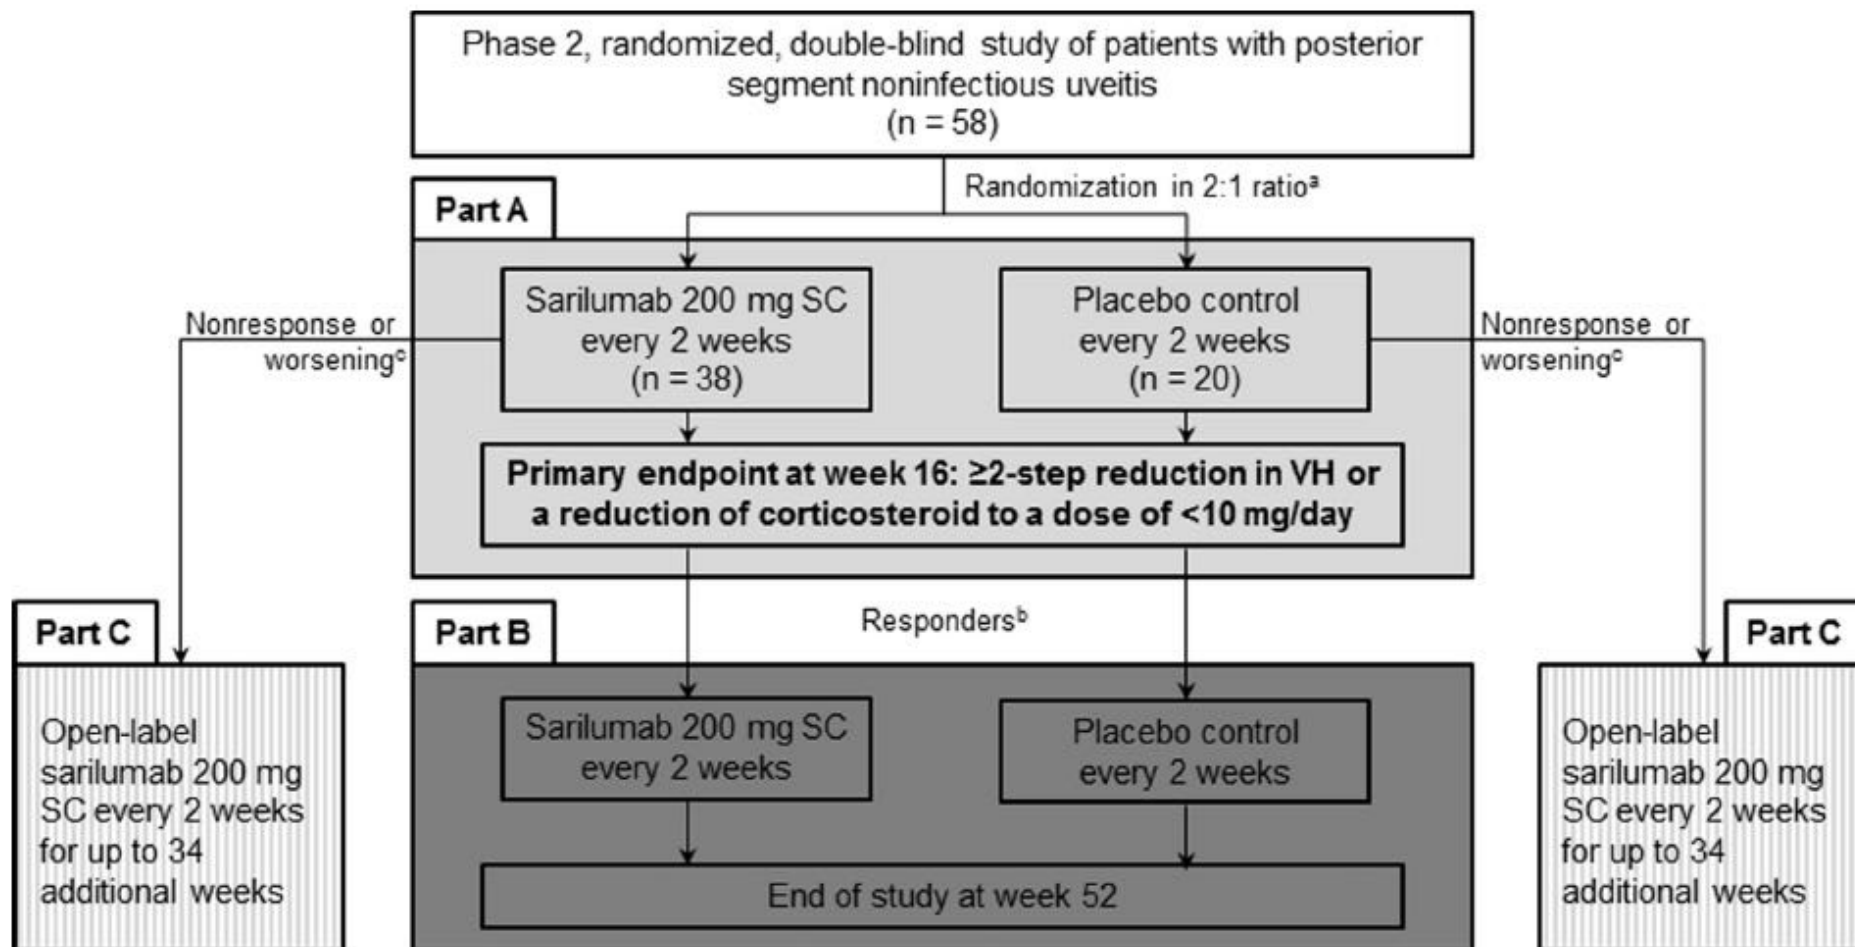 Phase 2, randomized, double-blind study of patients with posterior
segment noninfectious uveitis
(n = 58)
Randomization in 2:1 ratioᵃ
Part A
Sarilumab 200 mg SC
every 2 weeks
(n = 38)
Placebo control
every 2 weeks
(n = 20)
Nonresponse or
worseningᶜ
Nonresponse or
worseningᶜ
Primary endpoint at week 16: ≥2-step reduction in VH or
a reduction of corticosteroid to a dose of <10 mg/day
Respondersᵇ
Part C
Open-label
sarilumab 200 mg
SC every 2 weeks
for up to 34
additional weeks
Part B
Sarilumab 200 mg SC
every 2 weeks
Placebo control
every 2 weeks
End of study at week 52
Part C
Open-label
sarilumab 200 mg
SC every 2 weeks
for up to 34
additional weeks